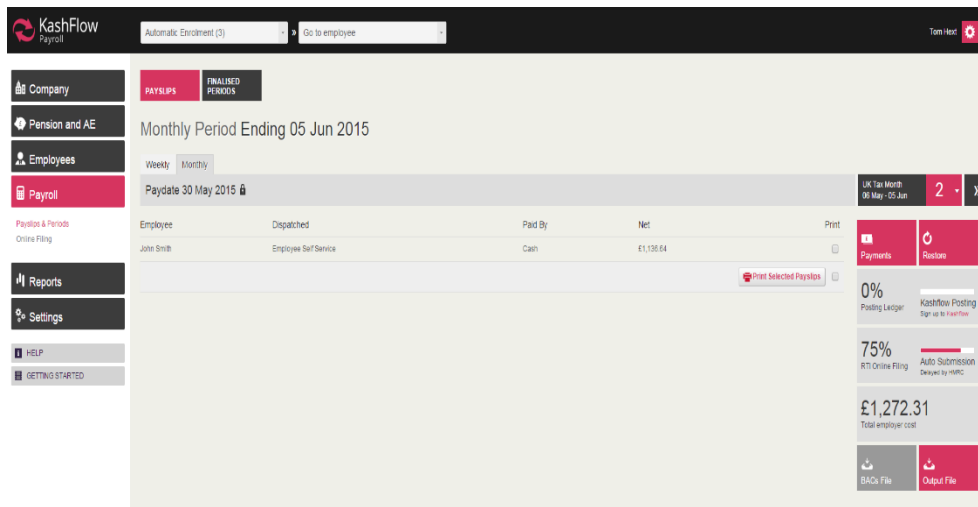 KashFlow
Payroll
Automatic Enrolment (3)
» Go to employee
Tom Hext
Company
Pension and AE
Employees
Payroll
Payslips & Periods
Online Filing
Reports
Settings
HELP
GETTING STARTED
PAYSLIPS
FINALISED
PERIODS
Monthly Period Ending 05 Jun 2015
Weekly Monthly
Paydate 30 May 2015
Employee Dispatched Paid By Net Print
John Smith Employee Self Service Cash £1,136.64
Print Selected Payslips
UK Tax Month
06 May - 05 Jun
2
Payments
Restore
0%
Posting Ledger
Kashflow Posting
Sign up to Kashflow
75%
RTI Online Filing
Auto Submission
Delayed by HMRC
£1,272.31
Total employer cost
BACs File
Output File